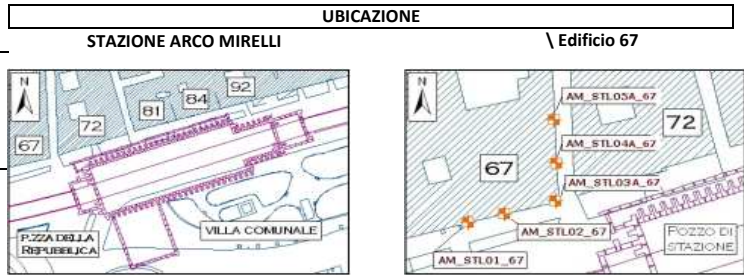 UBICAZIONE
STAZIONE ARCO MIRELLI
\ Edificio 67
N
67
72
81
84
92
P.ZZA DELLA
REPUBBLICA
VILLA COMUNALE
N
AM_STL05A_67
AM_STL04A_67
72
67
AM_STL03A_67
AM_STL02_67
AM_STL01_67
POZZO DI
STAZIONE